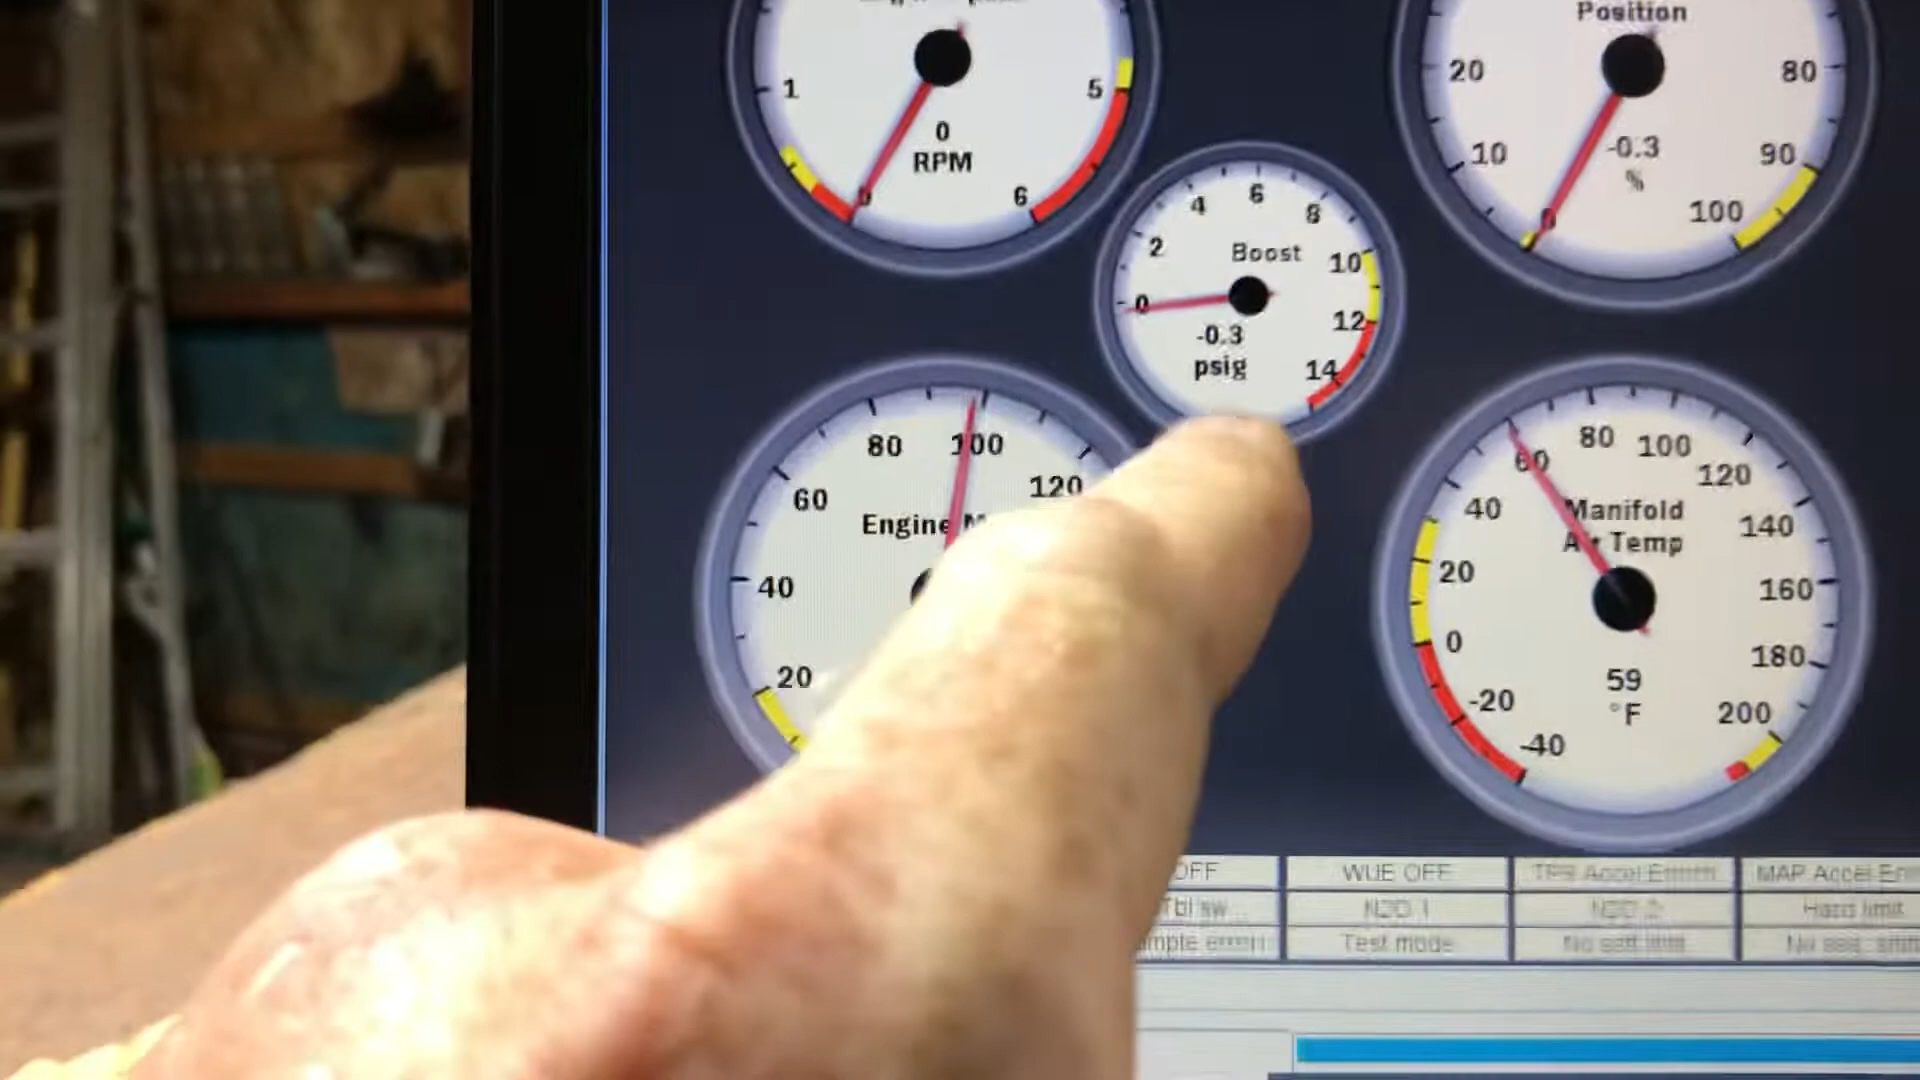 Position
1
5
0
RPM
0
6
20
80
-0.3
%
10
90
0
100
4
6
8
2
Boost
10
0
12
-0.3
psig
14
80
100
60
120
Engine
40
20
80
100
60
120
40
Manifold
140
Air Temp
20
160
0
180
59
°F
-20
200
-40
OFF
WUE OFF
TPS Accel Enrich
MAP Accel
Tbl sw
N2O 1
N2O 2
Hard limit
Test mode